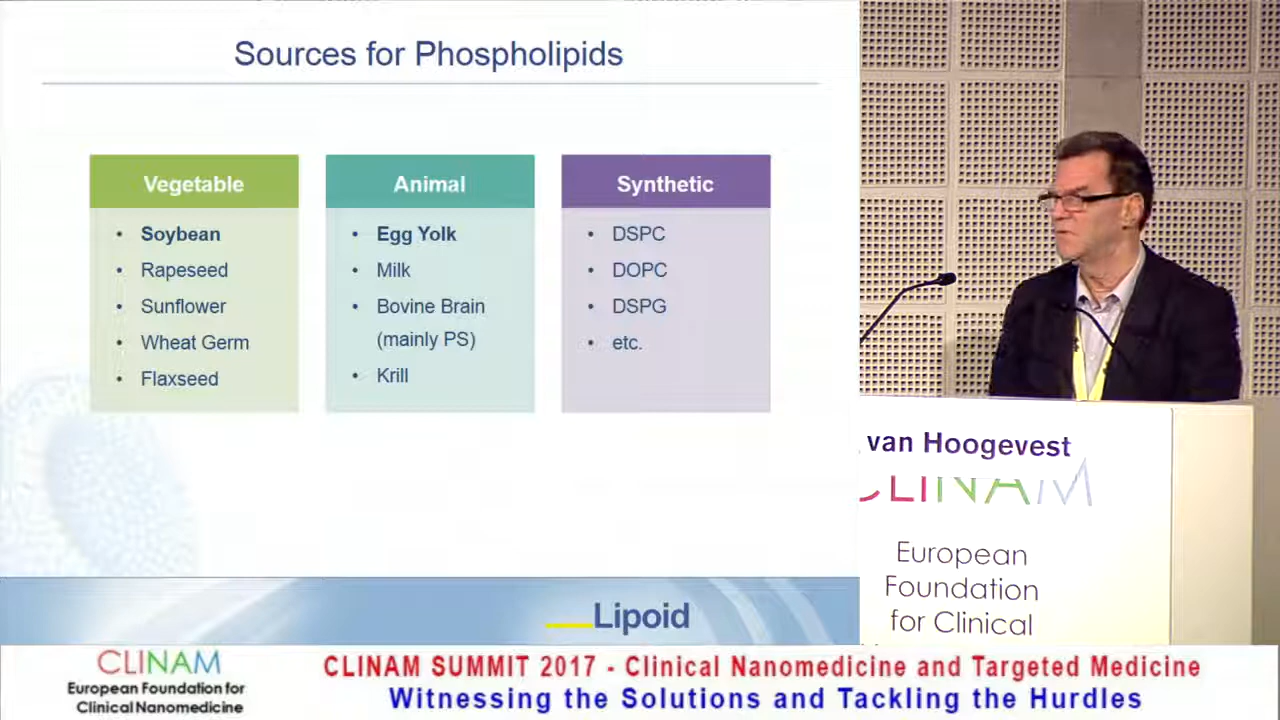 Sources for Phospholipids
Vegetable
• Soybean
• Rapeseed
• Sunflower
• Wheat Germ
• Flaxseed
Animal
• Egg Yolk
• Milk
• Bovine Brain
(mainly PS)
• Krill
Synthetic
• DSPC
• DOPC
• DSPG
• etc.
Lipoid
van Hoogevest
CLINAM
European
Foundation
for Clinical
CLINAM
European Foundation for
Clinical Nanomedicine
CLINAM SUMMIT 2017 - Clinical Nanomedicine and Targeted Medicine
Witnessing the Solutions and Tackling the Hurdles